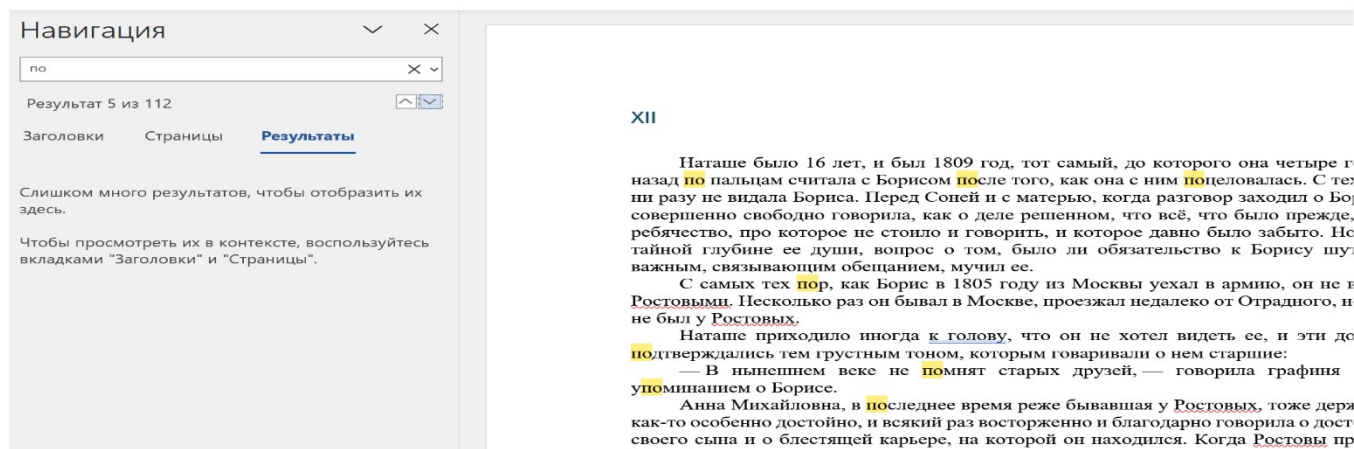 Навигация
по
Результат 5 из 112
Заголовки Страницы Результаты
Слишком много результатов, чтобы отобразить их
здесь.
Чтобы просмотреть их в контексте, воспользуйтесь
вкладками "Заголовки" и "Страницы".
XII
Наташе было 16 лет, и был 1809 год, тот самый, до которого она четыре
назад по пальцам считала с Борисом после того, как она с ним поцеловалась. С тех
ни разу не видала Бориса. Перед Соней и с матерью, когда разговор заходил о
совершенно свободно говорила, как о деле решенном, что всё, что было прежде,
ребячество, про которое не стоило и говорить, и которое давно было забыто. Но
тайной глубине ее души, вопрос о том, было ли обязательство к Борису
важным, связывающим обещанием, мучил ее.
С самых тех пор, как Борис в 1805 году из Москвы уехал в армию, он не
Ростовыми. Несколько раз он бывал в Москве, проезжал недалеко от Отрадного,
не был у Ростовых.
Наташе приходило иногда к голову, что он не хотел видеть ее, и эти
подтверждались тем грустным тоном, которым говаривали о нем старшие:
— В нынешнем веке не помнят старых друзей, — говорила графиня
упоминанием о Борисе.
Анна Михайловна, в последнее время реже бывавшая у Ростовых, тоже
как-то особенно достойно, и всякий раз восторженно и благодарно говорила о
своего сына и о блестящей карьере, на которой он находился. Когда Ростовы